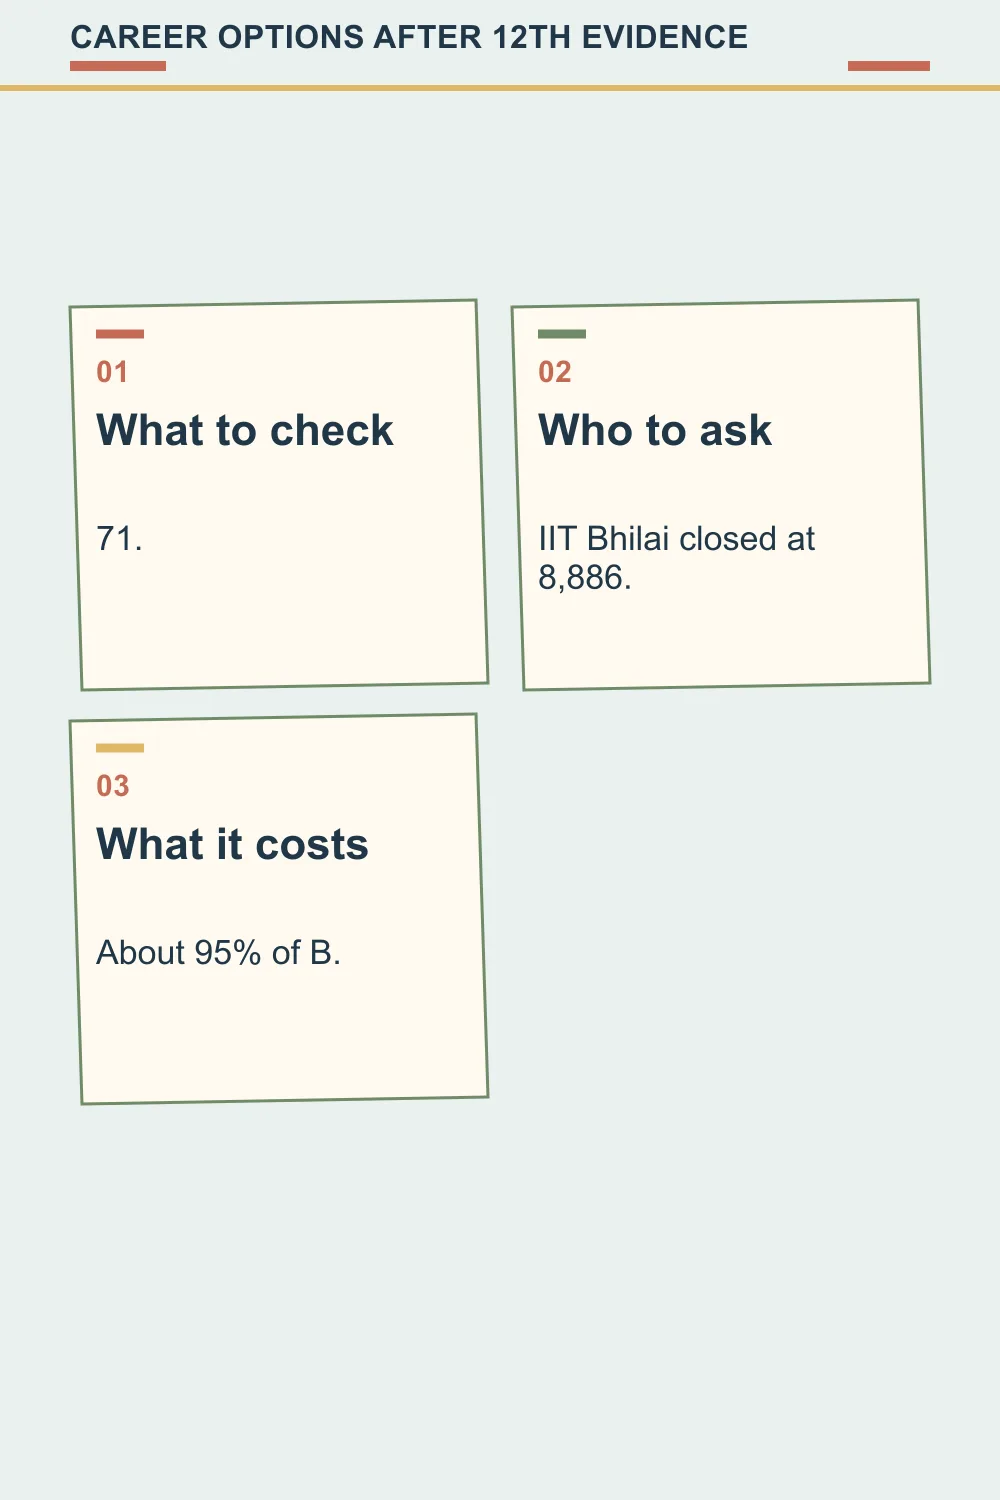 CAREER OPTIONS AFTER 12TH EVIDENCE
01
What to check
71.
02
Who to ask
IIT Bhilai closed at
8,886.
03
What it costs
About 95% of B.